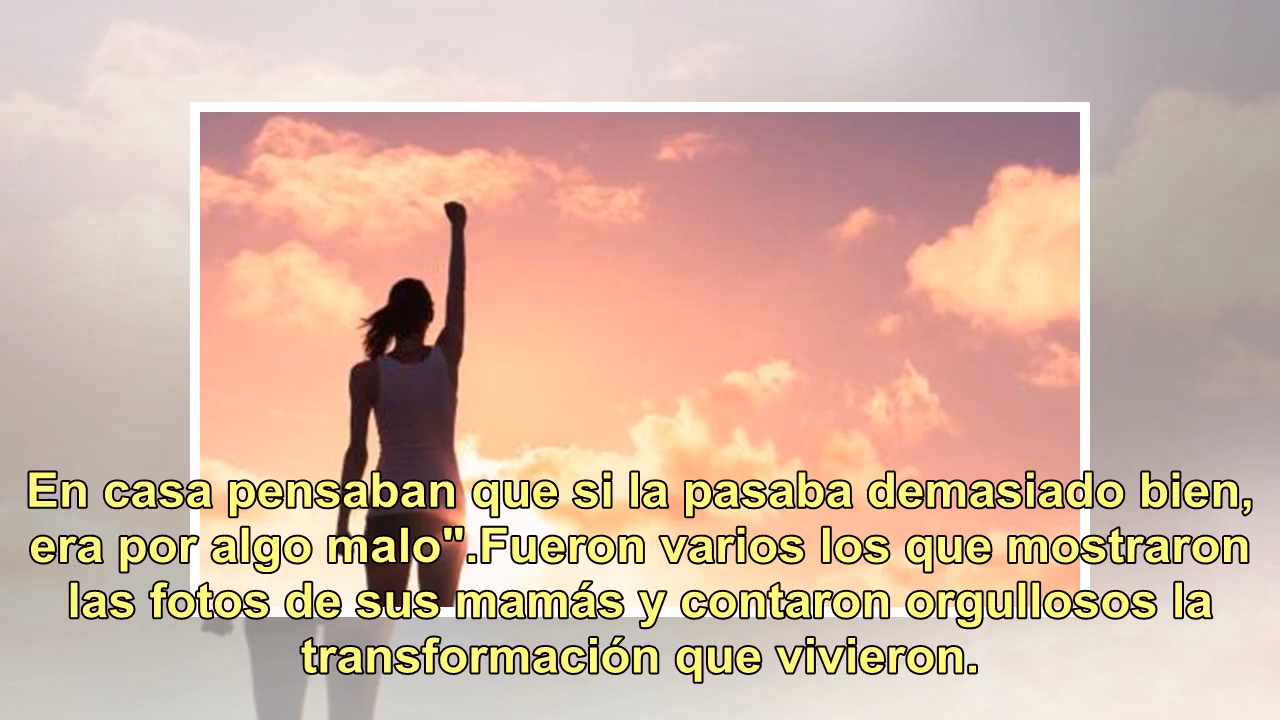 En casa pensaban que si la pasaba demasiado bien,
era por algo malo".Fueron varios los que mostraron
las fotos de sus mamás y contaron orgullosos la
transformación que vivieron.